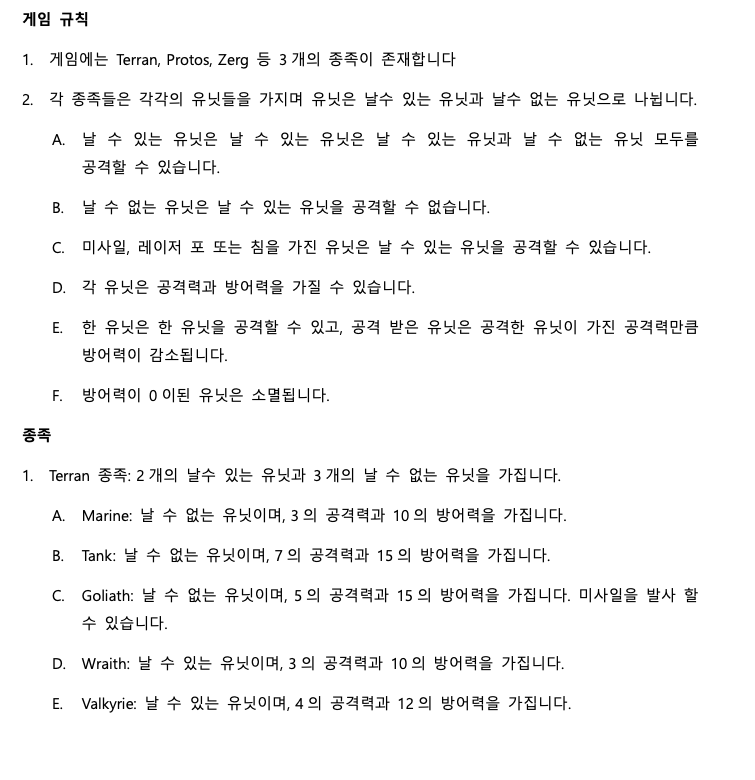 게임 규칙
1. 게임에는 Terran, Protos, Zerg 등 3개의 종족이 존재합니다
2. 각 종족들은 각각의 유닛들을 가지며 유닛은 날수 있는 유닛과 날수 없는 유닛으로 나뉩니다.
A. 날 수 있는 유닛은 날 수 있는 유닛은 날 수 있는 유닛과 날 수 없는 유닛 모두를
공격할 수 있습니다.
B. 날 수 없는 유닛은 날 수 있는 유닛을 공격할 수 없습니다.
C. 미사일, 레이저 포 또는 침을 가진 유닛은 날 수 있는 유닛을 공격할 수 있습니다.
D. 각 유닛은 공격력과 방어력을 가질 수 있습니다.
E. 한 유닛은 한 유닛을 공격할 수 있고, 공격 받은 유닛은 공격한 유닛이 가진 공격력만큼
방어력이 감소됩니다.
F. 방어력이 0이된 유닛은 소멸됩니다.
종족
1. Terran 종족: 2개의 날수 있는 유닛과 3개의 날 수 없는 유닛을 가집니다.
A. Marine: 날 수 없는 유닛이며, 3의 공격력과 10의 방어력을 가집니다.
B. Tank: 날 수 없는 유닛이며, 7의 공격력과 15의 방어력을 가집니다.
C. Goliath: 날 수 없는 유닛이며, 5의 공격력과 15의 방어력을 가집니다. 미사일을 발사 할
수 있습니다.
D. Wraith: 날 수 있는 유닛이며, 3의 공격력과 10의 방어력을 가집니다.
E. Valkyrie: 날 수 있는 유닛이며, 4의 공격력과 12의 방어력을 가집니다.